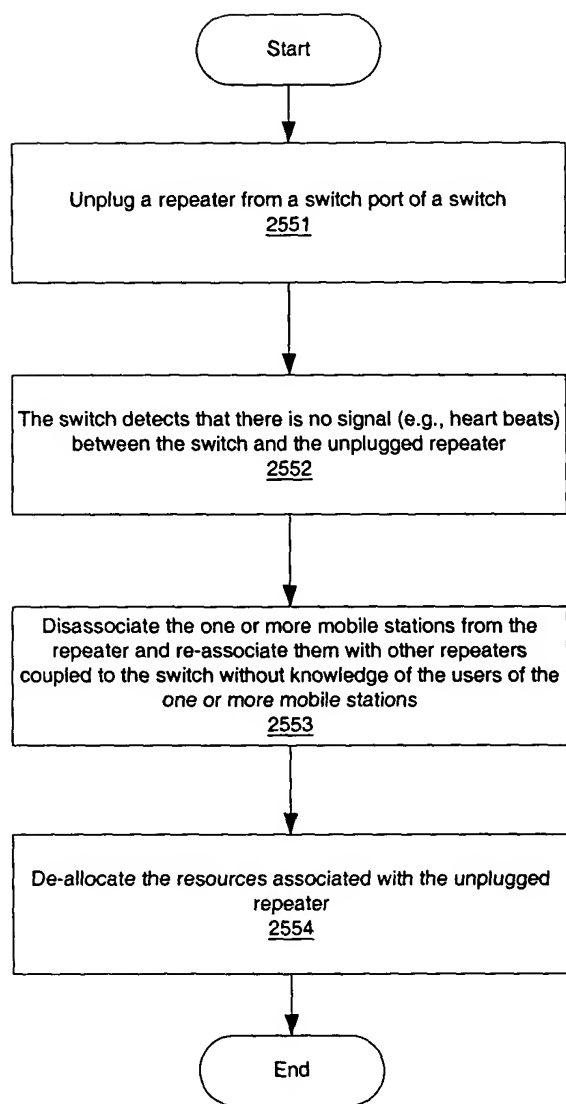 Start
Unplug a repeater from a switch port of a switch
2551
The switch detects that there is no signal (e.g., heart beats)
between the switch and the unplugged repeater
2552
Disassociate the one or more mobile stations from the
repeater and re-associate them with other repeaters
coupled to the switch without knowledge of the users of the
one or more mobile stations
2553
De-allocate the resources associated with the unplugged
repeater
2554
End